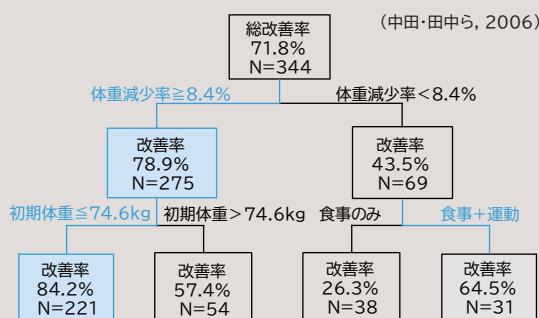 (中田・田中ら, 2006)
総改善率
71.8%
N=344
体重減少率≧8.4% 体重減少率<8.4%
改善率
78.9%
N=275
改善率
43.5%
N=69
初期体重≦74.6kg 初期体重>74.6kg 食事のみ 食事+運動
改善率
84.2%
N=221
改善率
57.4%
N=54
改善率
26.3%
N=38
改善率
64.5%
N=31